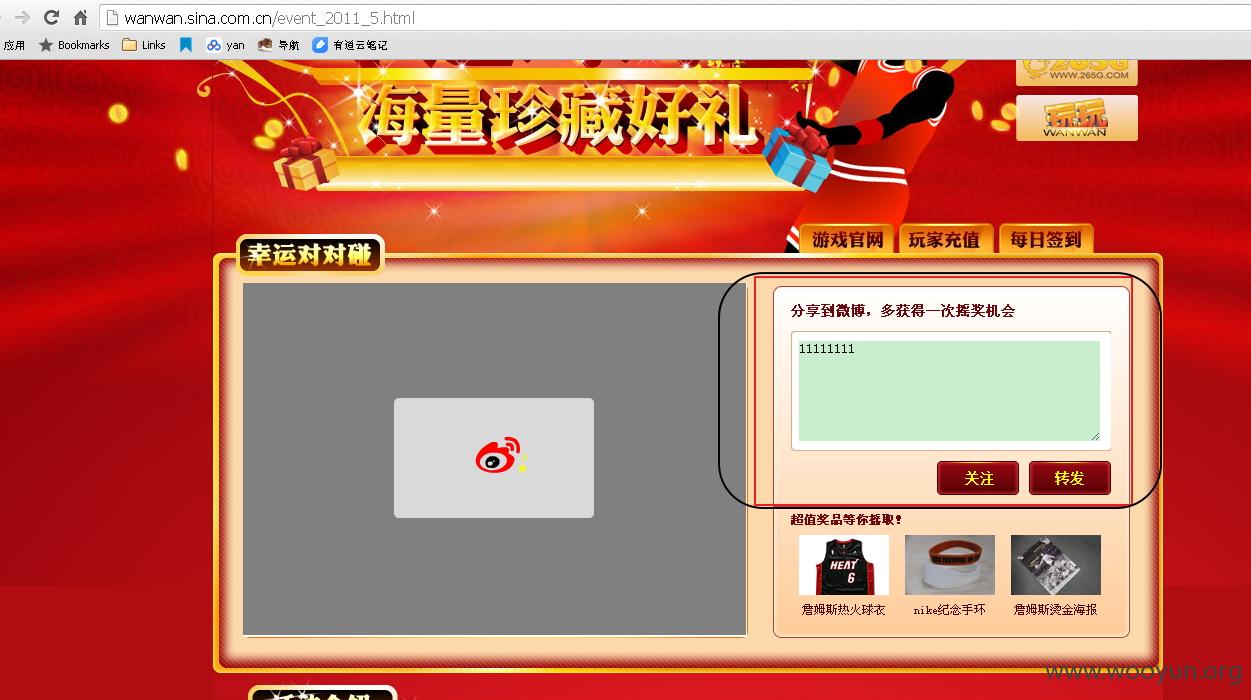 wanwan.sina.com.cn/event_2011_5.html
应用 Bookmarks Links yan 导航 有道云笔记
265G
WWW.265G.COM
海量珍藏好礼
玩玩
WANWAN
游戏官网 玩家充值 每日签到
幸运对对碰
分享到微博，多获得一次摇奖机会
11111111
关注 转发
超值奖品等你摇取！
HEAT
6
詹姆斯热火球衣 nike纪念手环 詹姆斯烫金海报
www.wooyun.org
活动介绍